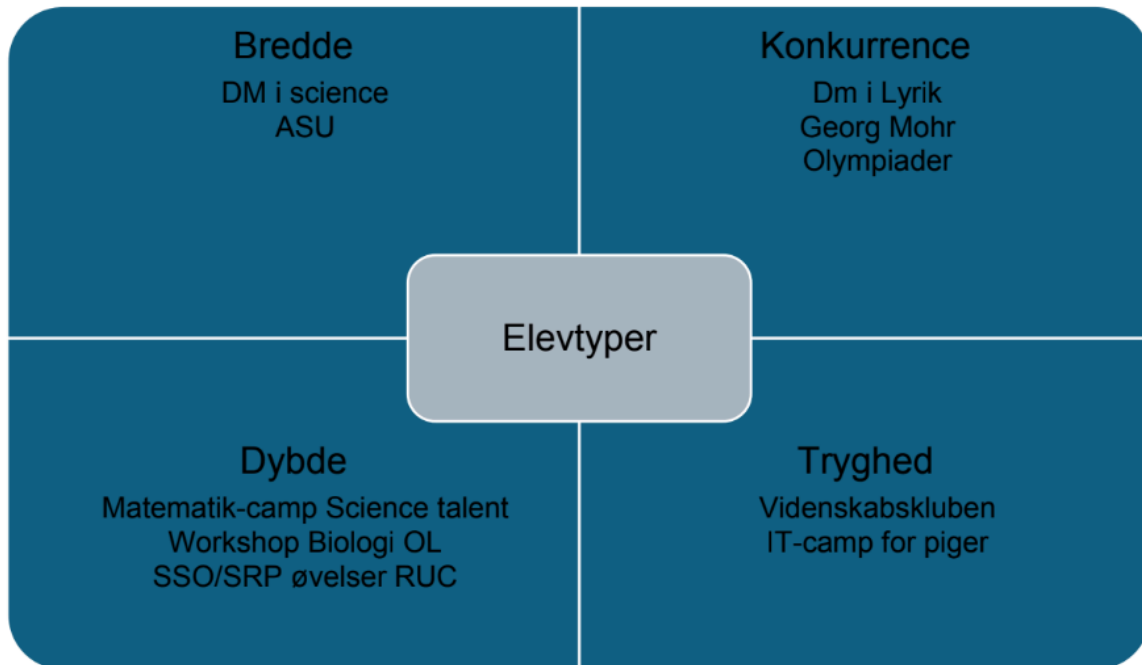 Bredde
DM i science
ASU
Konkurrence
Dm i Lyrik
Georg Mohr
Olympiader
Elevtyper
Dybde
Matematik-camp Science talent
Workshop Biologi OL
SSO/SRP øvelser RUC
Tryghed
Videnskabskluben
IT-camp for piger